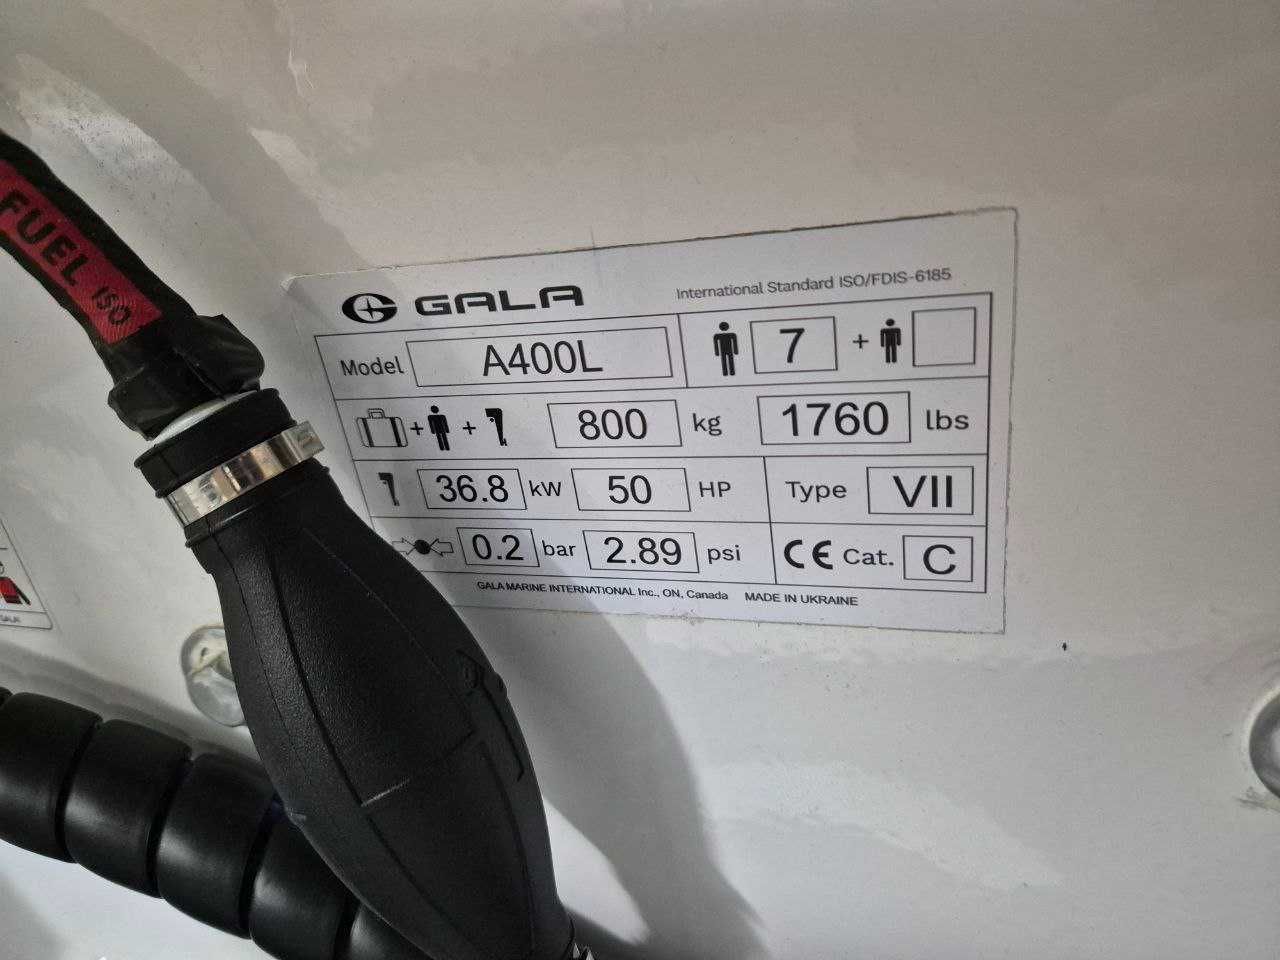 FUEL ISO
GALA
International Standard ISO/FDIS-6185
Model A400L 7 +
+ + 800 kg 1760 lbs
36.8 kW 50 HP Type VII
0.2 bar 2.89 psi CE Cat. C
GALA MARINE INTERNATIONAL Inc., ON, Canada MADE IN UKRAINE
GALA